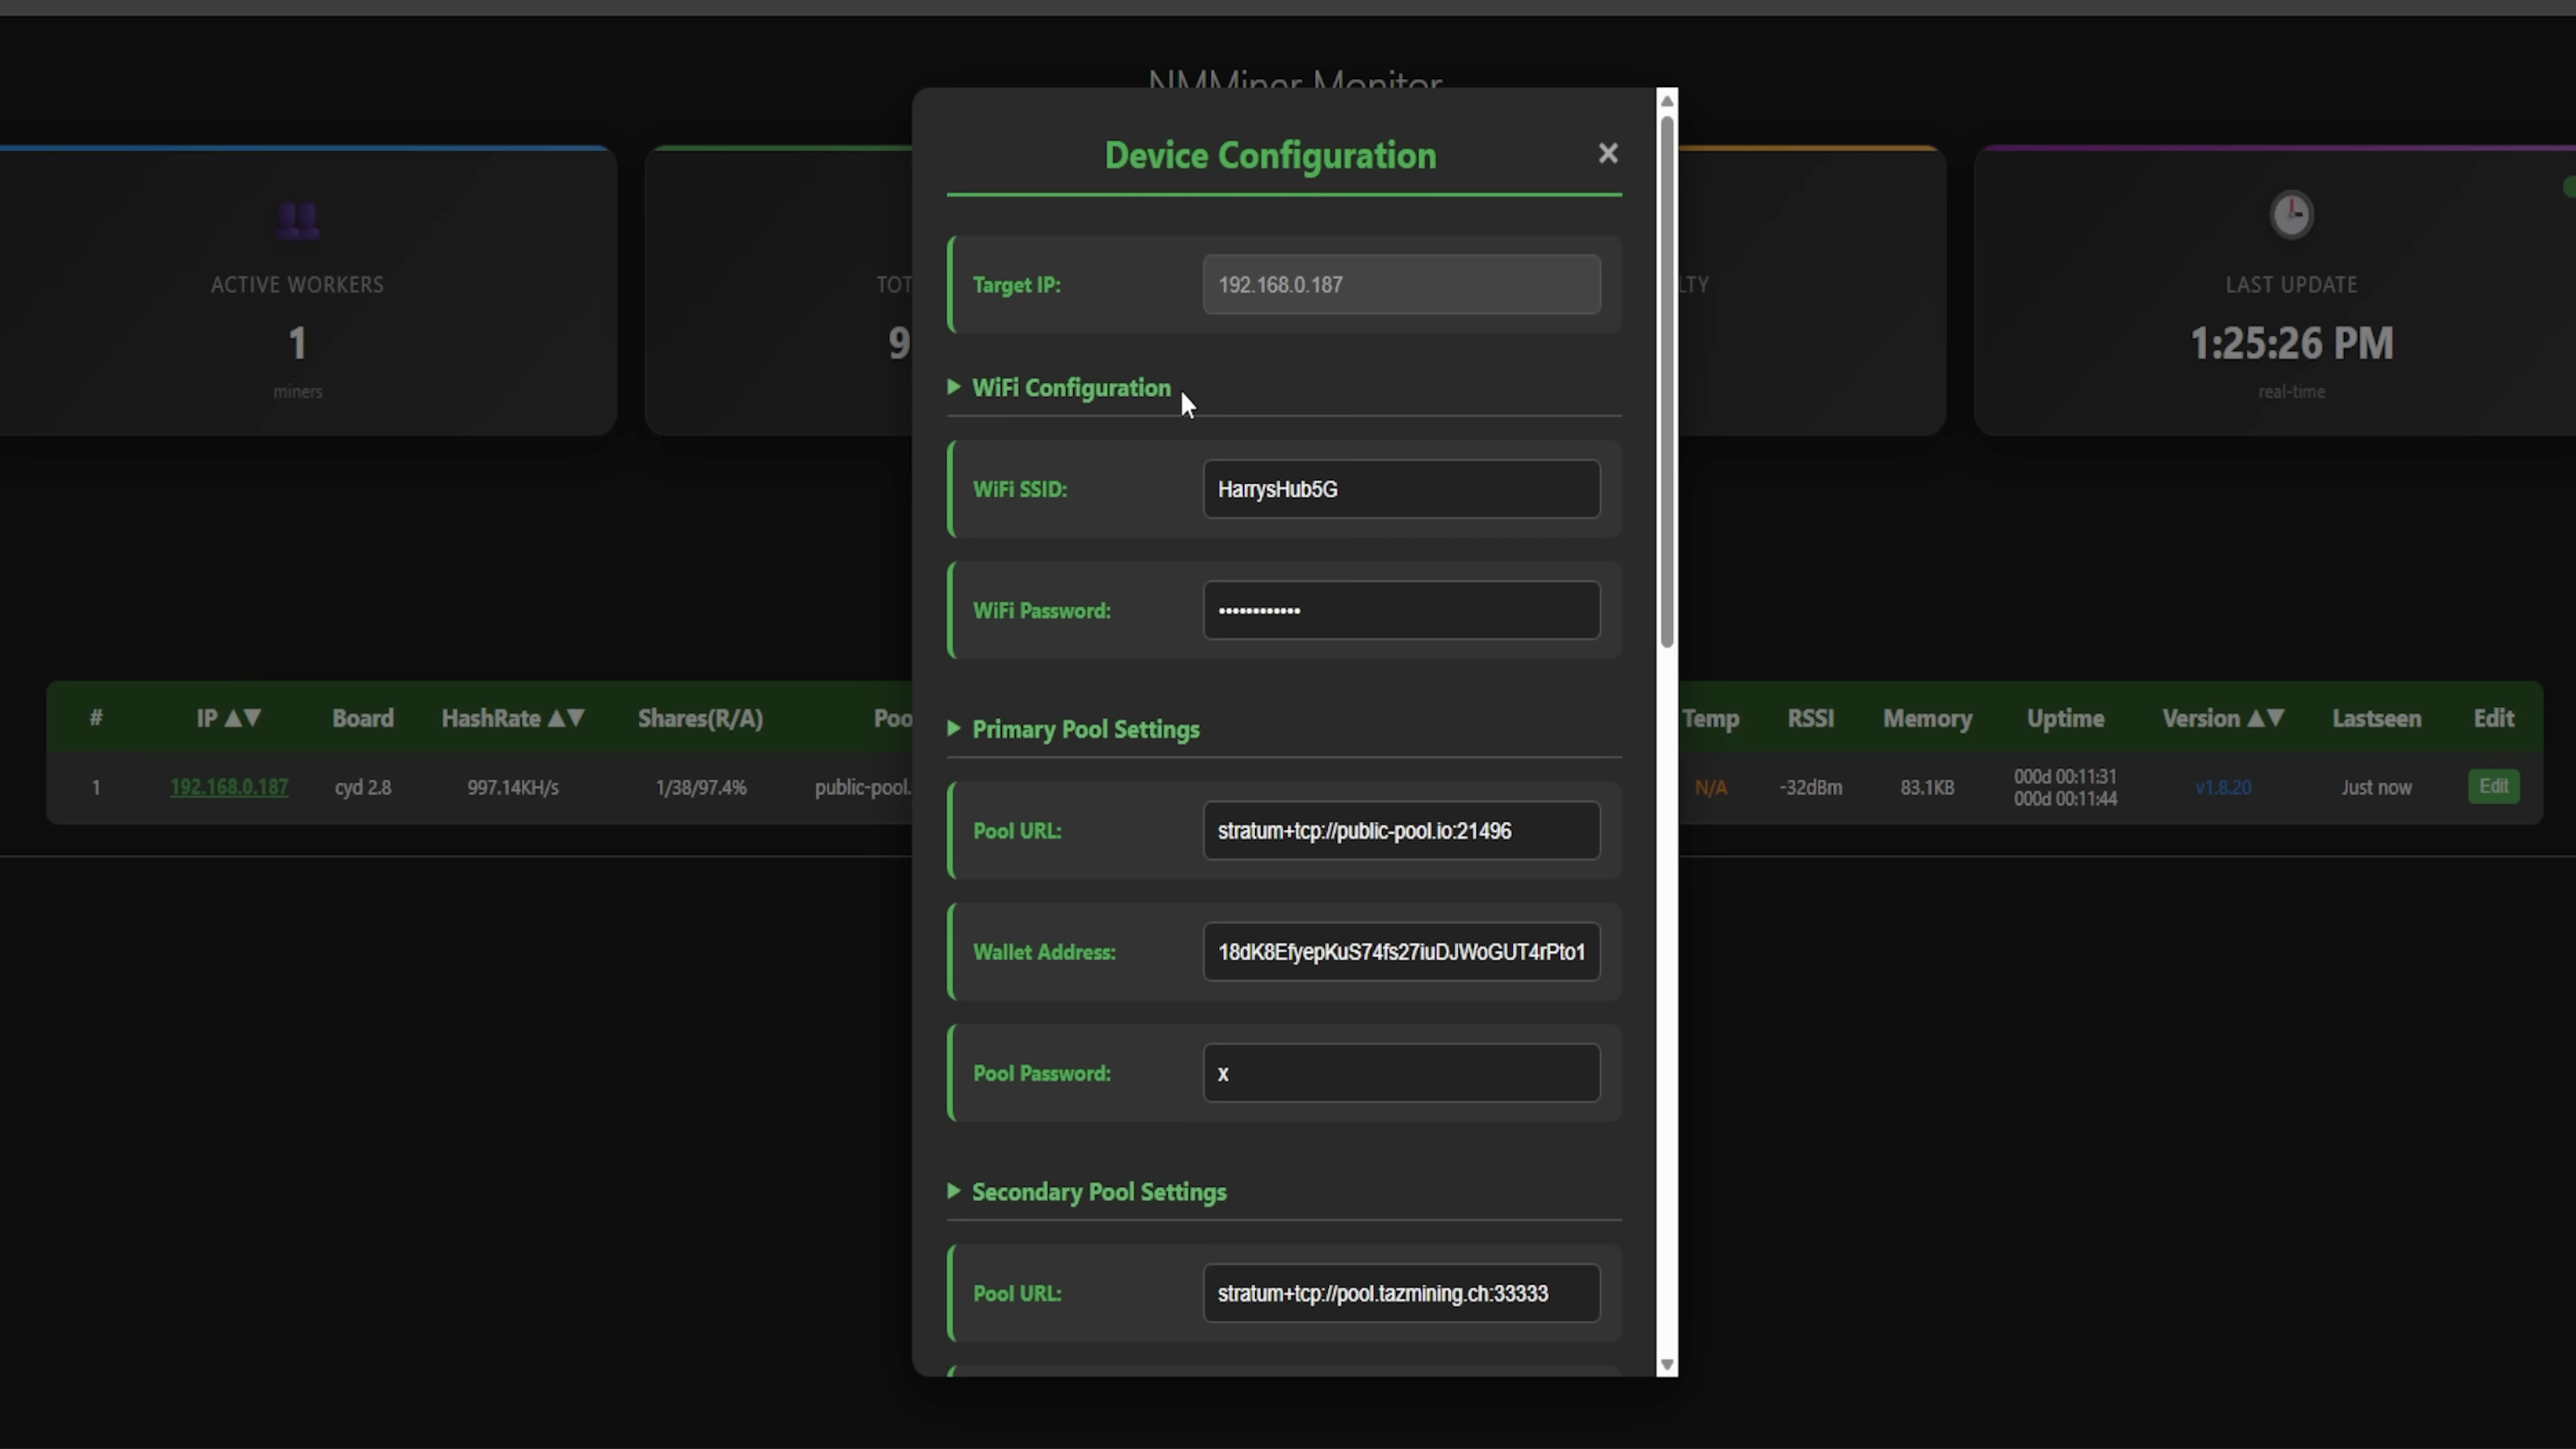 NMMiner Monitor
ACTIVE WORKERS
1
miners
TOT
9
LTY
LAST UPDATE
1:25:26 PM
real-time
Device Configuration
×
Target IP: 192.168.0.187
WiFi Configuration
WiFi SSID: HarrysHub5G
WiFi Password: ••••••••••••
Primary Pool Settings
Pool URL: stratum+tcp://public-pool.io:21496
Wallet Address: 18dK8EfyepKuS74fs27iuDJWoGUT4rPto1
Pool Password: x
Secondary Pool Settings
Pool URL: stratum+tcp://pool.tazmining.ch:33333
# IP ▲▼ Board HashRate ▲▼ Shares(R/A) Poo Temp RSSI Memory Uptime Version ▲▼ Lastseen Edit
1 192.168.0.187 cyd 2.8 997.14KH/s 1/38/97.4% public-pool. N/A -32dBm 83.1KB 000d 00:11:31 v1.8.20 Just now Edit
000d 00:11:44